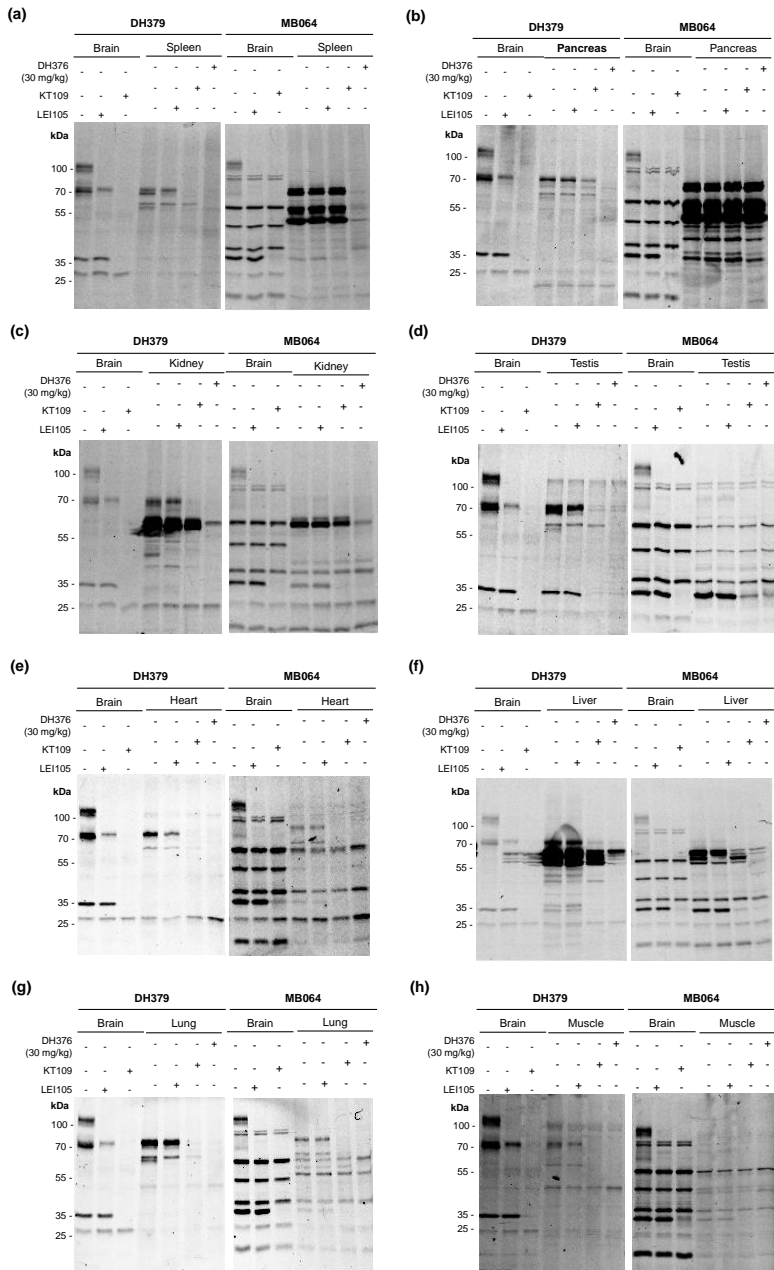 (a)
DH379 MB064
Brain Spleen Brain Spleen
DH376 - - - - - - + - - - - - - +
(30 mg/kg)
KT109 - - + - - + - - - + - - + -
LEI105 - + - - + - - - + - - + - -
kDa
100 -
70 -
55 -
35 -
25 -
(b)
DH379 MB064
Brain Pancreas Brain Pancreas
DH376 - - - - - - + - - - - - - +
(30 mg/kg)
KT109 - - + - - + - - - + - - + -
LEI105 - + - - + - - - + - - + - -
kDa
100 -
70 -
55 -
35 -
25 -
(c)
DH379 MB064
Brain Kidney Brain Kidney
DH376 - - - - - - + - - - - - - +
(30 mg/kg)
KT109 - - + - - + - - - + - - + -
LEI105 - + - - + - - - + - - + - -
kDa
100 -
70 -
55 -
35 -
25 -
(d)
DH379 MB064
Brain Testis Brain Testis
DH376 - - - - - - + - - - - - - +
(30 mg/kg)
KT109 - - + - - + - - - + - - + -
LEI105 - + - - + - - - + - - + - -
kDa
100 -
70 -
55 -
35 -
25 -
(e)
DH379 MB064
Brain Heart Brain Heart
DH376 - - - - - - + - - - - - - +
(30 mg/kg)
KT109 - - + - - + - - - + - - + -
LEI105 - + - - + - - - + - - + - -
kDa
100 -
70 -
55 -
35 -
25 -
(f)
DH379 MB064
Brain Liver Brain Liver
DH376 - - - - - - + - - - - - - +
(30 mg/kg)
KT109 - - + - - + - - - + - - + -
LEI105 - + - - + - - - + - - + - -
kDa
100 -
70 -
55 -
35 -
25 -
(g)
DH379 MB064
Brain Lung Brain Lung
DH376 - - - - - - + - - - - - - +
(30 mg/kg)
KT109 - - + - - + - - - + - - + -
LEI105 - + - - + - - - + - - + - -
kDa
100 -
70 -
55 -
35 -
25 -
(h)
DH379 MB064
Brain Muscle Brain Muscle
DH376 - - - - - - + - - - - - - +
(30 mg/kg)
KT109 - - + - - + - - - + - - + -
LEI105 - + - - + - - - + - - + - -
kDa
100 -
70 -
55 -
35 -
25 -